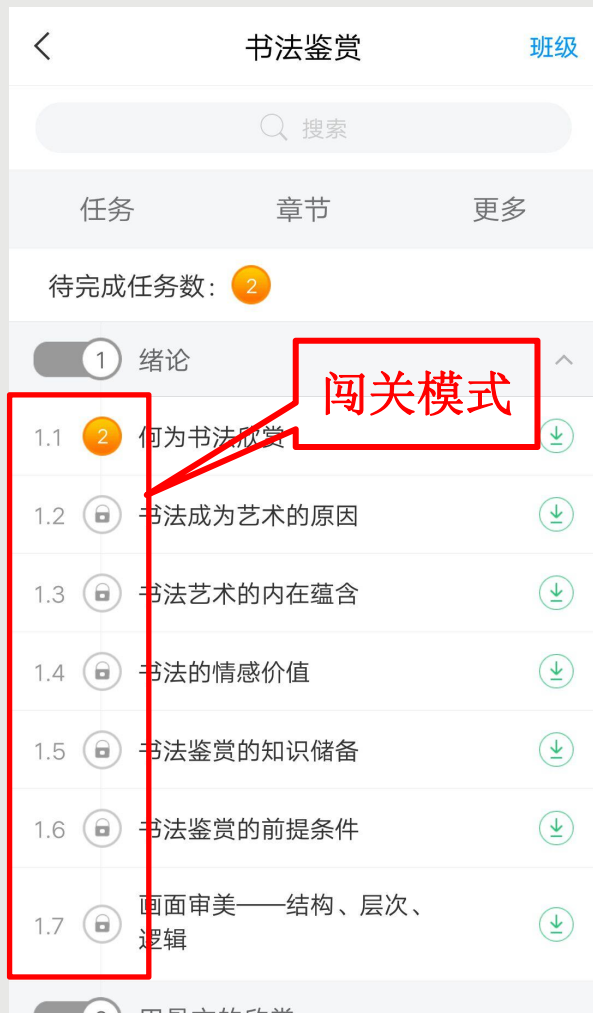 书法鉴赏 班级
搜索
任务 章节 更多
待完成任务数： 2
1 绪论
闯关模式
1.1 2 何为书法欣赏
1.2 书法成为艺术的原因
1.3 书法艺术的内在蕴含
1.4 书法的情感价值
1.5 书法鉴赏的知识储备
1.6 书法鉴赏的前提条件
1.7 画面审美——结构、层次、
逻辑